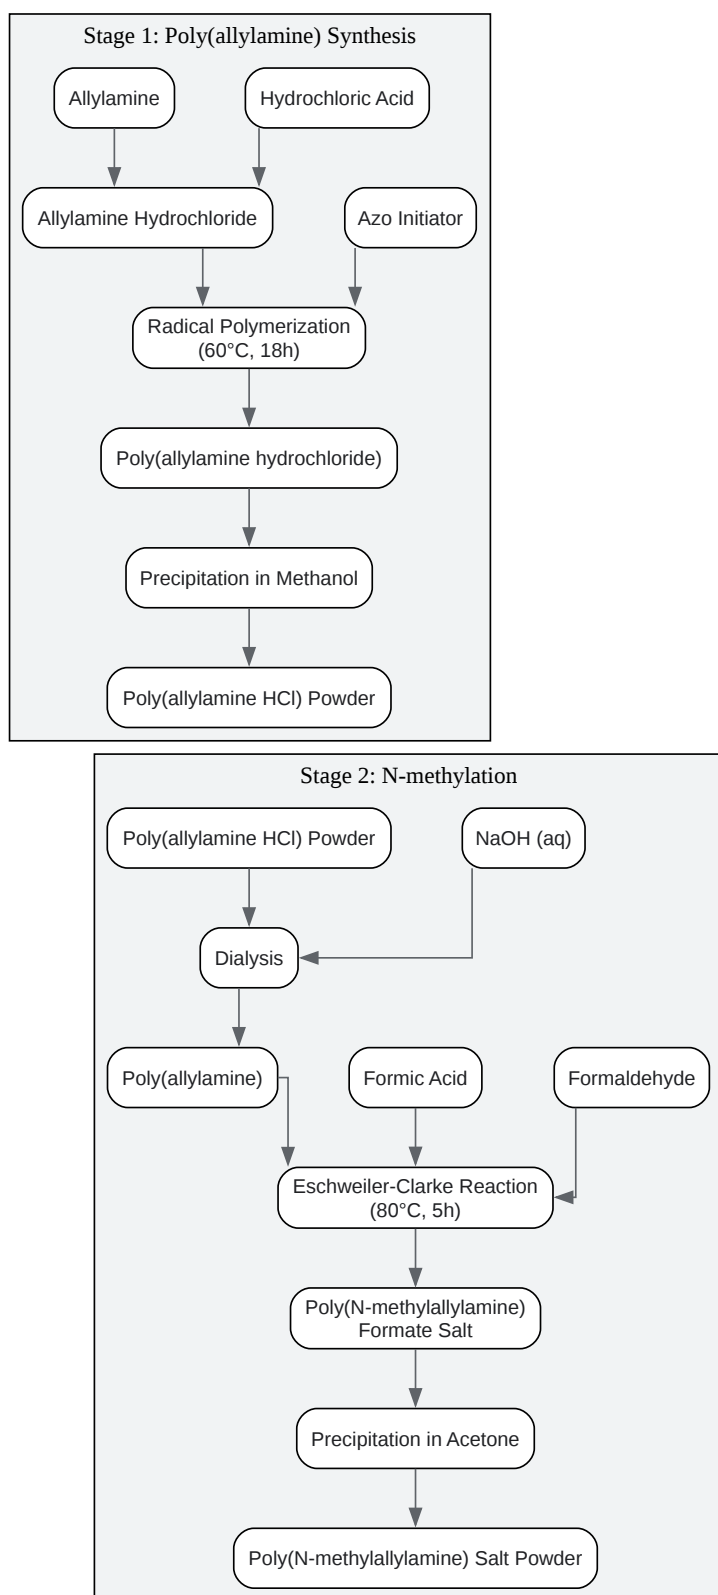 Stage 1: Poly(allylamine) Synthesis
Allylamine
Hydrochloric Acid
Allylamine Hydrochloride
Azo Initiator
Radical Polymerization
(60°C, 18h)
Poly(allylamine hydrochloride)
Precipitation in Methanol
Poly(allylamine HCl) Powder
Stage 2: N-methylation
Poly(allylamine HCl) Powder
NaOH (aq)
Dialysis
Poly(allylamine)
Formic Acid
Formaldehyde
Eschweiler-Clarke Reaction
(80°C, 5h)
Poly(N-methylallylamine)
Formate Salt
Precipitation in Acetone
Poly(N-methylallylamine) Salt Powder